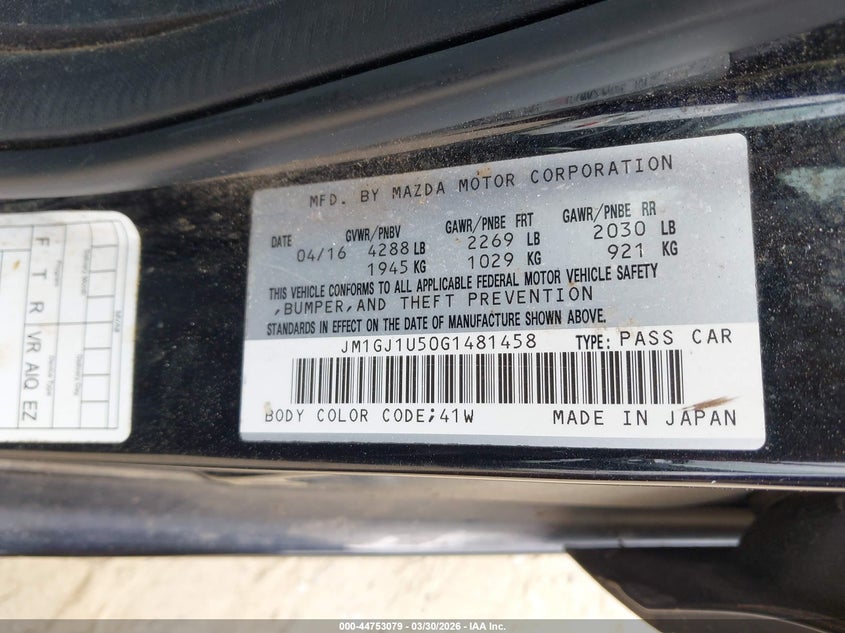 MFD. BY MAZDA MOTOR CORPORATION
DATE GVWR/PNBV GAWR/PNBE FRT GAWR/PNBE RR
04/16 4288 LB 2269 LB 2030 LB
1945 KG 1029 KG 921 KG
THIS VEHICLE CONFORMS TO ALL APPLICABLE FEDERAL MOTOR VEHICLE SAFETY
,BUMPER,AND THEFT PREVENTION
STANDARDS IN EFFECT ON THE DATE OF MANUFACTURE SHOWN ABOVE.
JM1GJ1U50G1481458 TYPE: PASS CAR
BODY COLOR CODE;41W MADE IN JAPAN
F T R VR AIQ EZ
000-44753079 - 03/30/2026 - IAA Inc.